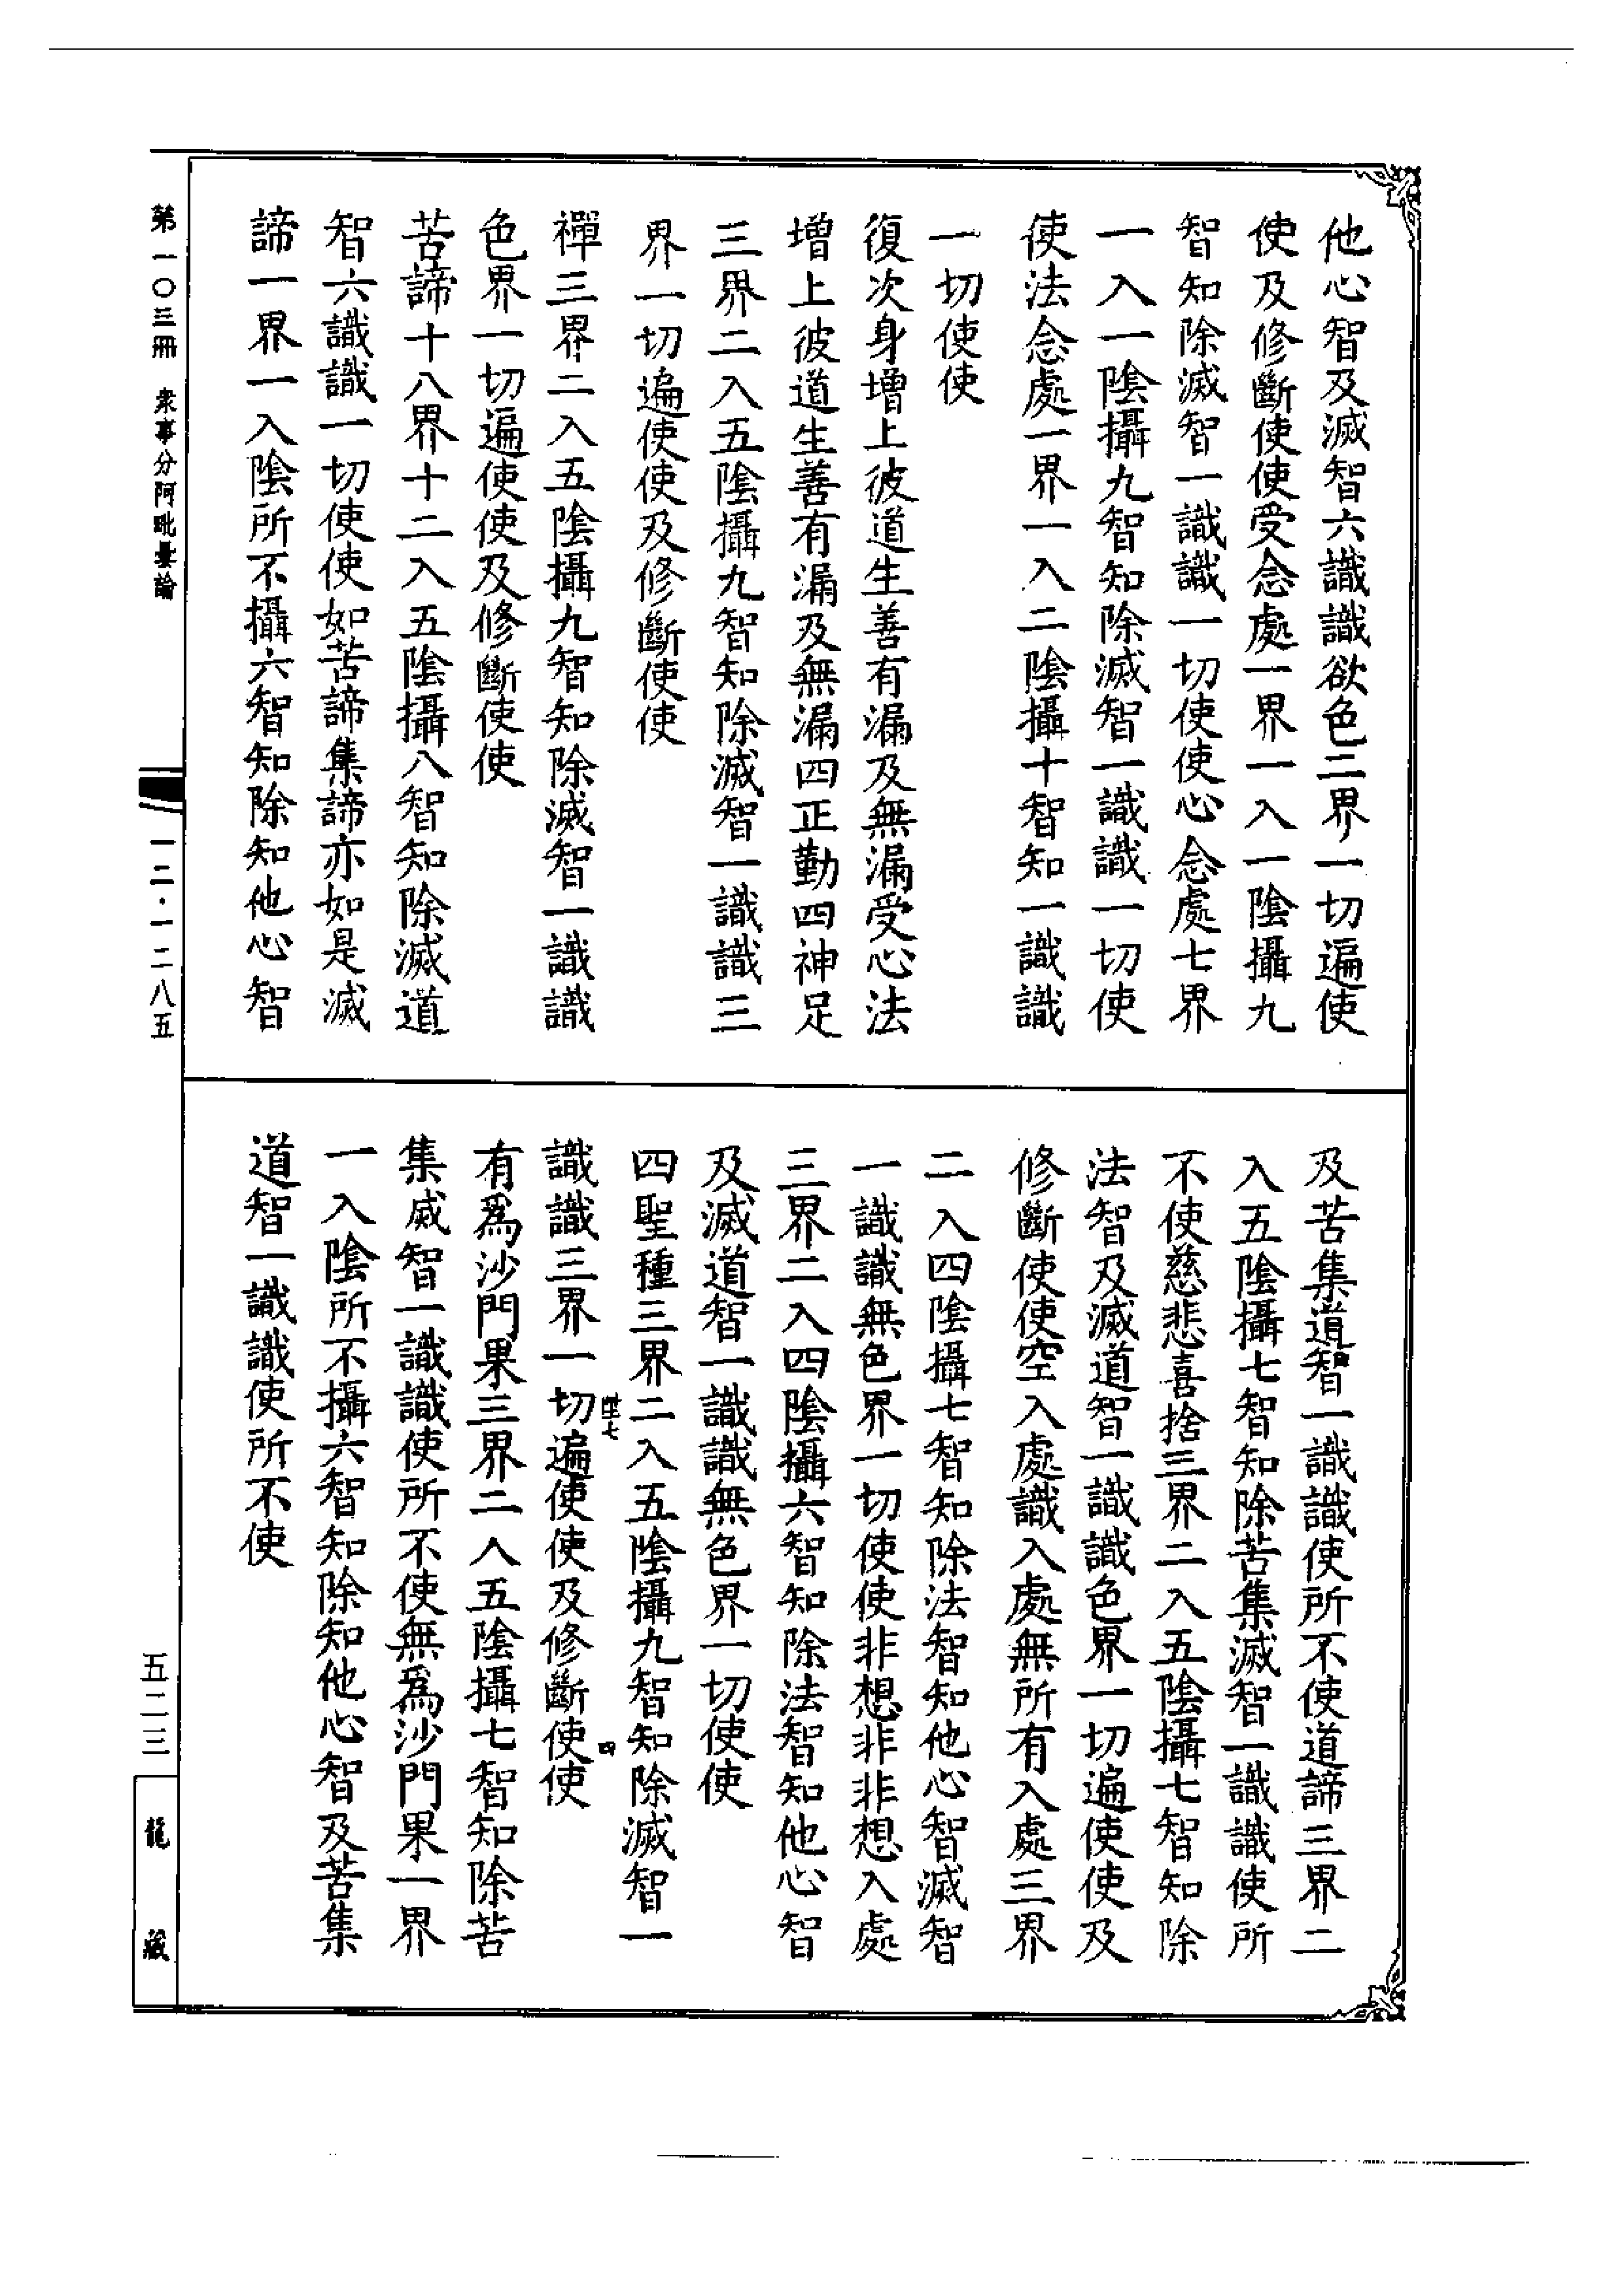 他心智及滅智六識識欲色二界一切遍使
使及修斷使使受念處一界一入一陰攝九
智知除滅智一識識一切使使心念處七界
一入一陰攝九智知除滅智一識識一切使
使法念處一界一入二陰攝十智知一識識
一切使使
復次身增上彼道生善有漏及無漏受心法
增上彼道生善有漏及無漏四正勤四神足
三界二入五陰攝九智知除滅智一識識三
界一切遍使使及修斷使使
禪三界二入五陰攝九智知除滅智一識識
色界一切遍使使及修斷使使
苦諦十八界十二入五陰攝八智知除滅道
智六識識一切使使如苦諦集諦亦如是滅
諦一界一入陰所不攝六智知除知他心智
及苦集道智一識識使所不使道諦三界二
入五陰攝七智知除苦集滅智一識識使所
不使慈悲喜捨三界二入五陰攝七智知除
法智及滅道智一識識色界一切遍使使及
修斷使使空入處識入處無所有入處三界
二入四陰攝七智知除法智知他心智滅智
一識識無色界一切使使非想非非想入處
三界二入四陰攝六智知除法智知他心智
及滅道智一識識無色界一切使使
四聖種三界二入五陰攝九智知除滅智一
識識三界一切遍使使及修斷使使
世七
四
有為沙門果三界二入五陰攝七智知除苦
集滅智一識識使所不使無為沙門果一界
一入陰所不攝六智知除知他心智及苦集
道智一識識使所不使
第一〇三冊 衆事分阿毗曇論
一二·一二八五
五二三
龍藏